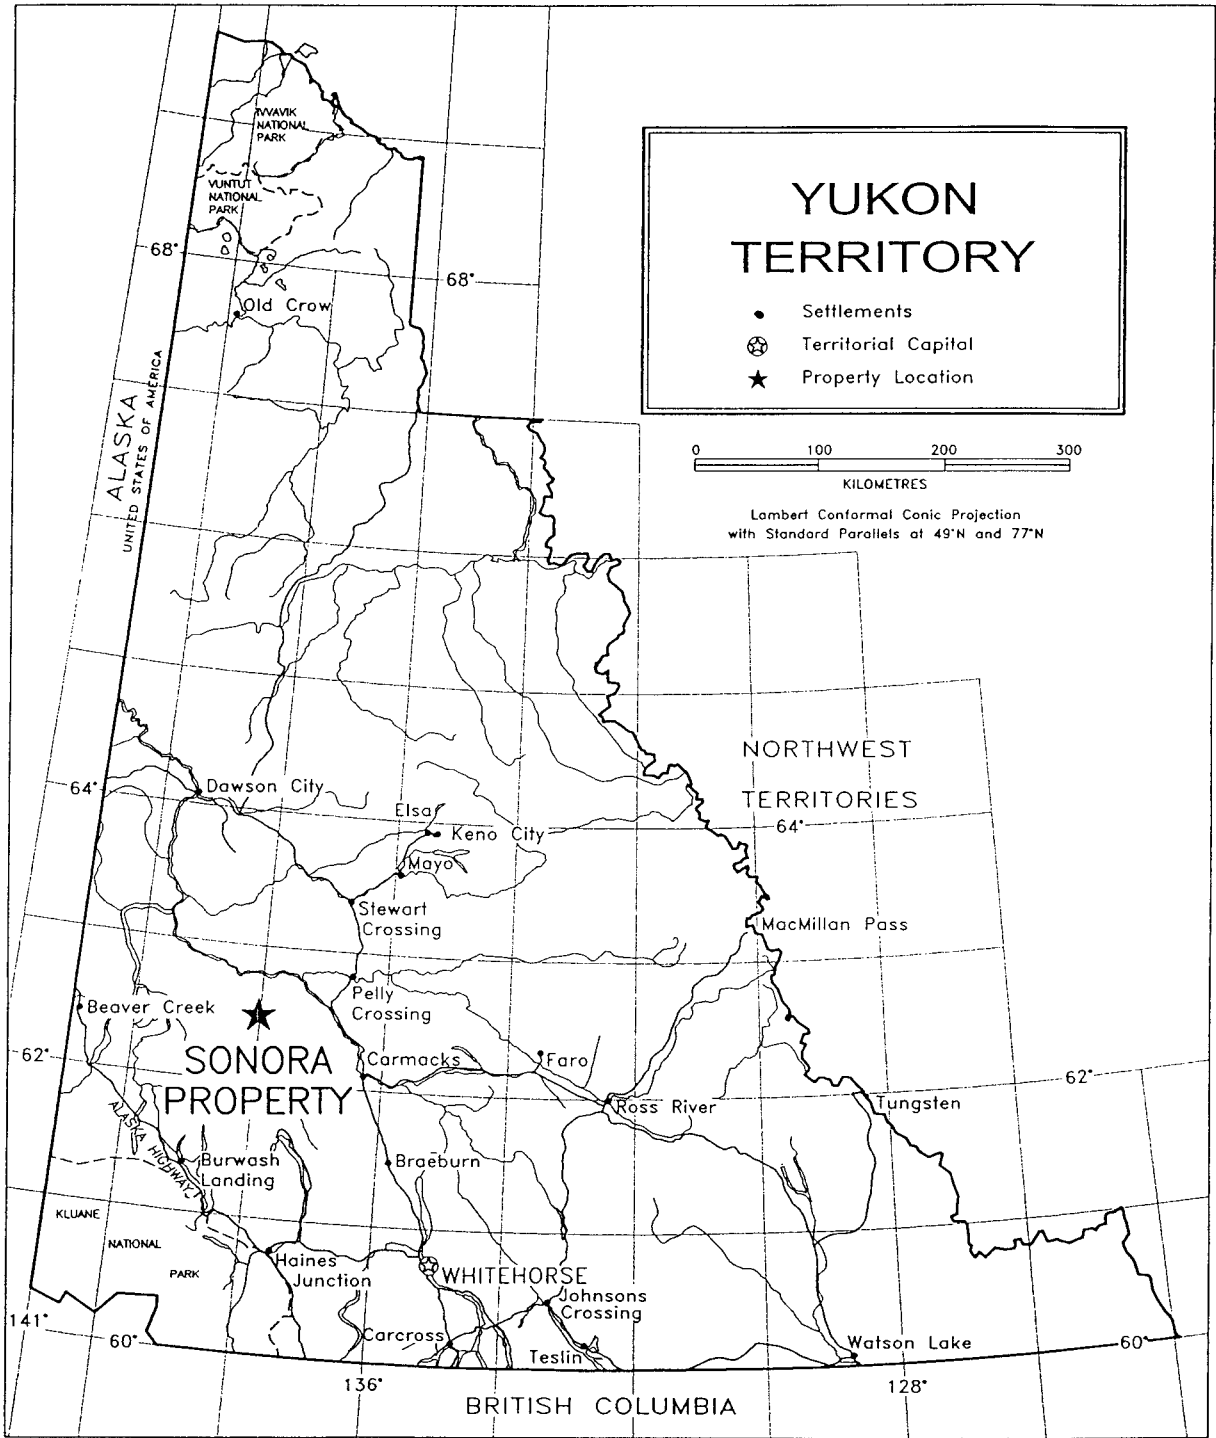 IVVAVIK
NATIONAL
PARK
VUNTUT
NATIONAL
PARK
68°
68°
Old Crow
ALASKA
UNITED STATES OF AMERICA
YUKON
TERRITORY
Settlements
Territorial Capital
Property Location
0 100 200 300
KILOMETRES
Lambert Conformal Conic Projection
with Standard Parallels at 49°N and 77°N
NORTHWEST
TERRITORIES
64°
64°
Dawson City
Elsa
Keno City
Mayo
Stewart
Crossing
MacMillan Pass
Pelly
Crossing
Beaver Creek
SONORA
PROPERTY
62°
62°
Carmacks
Faro
Ross River
Tungsten
ALASKA HIGHWAY 1
Burwash
Landing
Braeburn
KLUANE
NATIONAL
PARK
Haines
Junction
WHITEHORSE
Johnsons
Crossing
Carcross
Teslin
Watson Lake
141°
60°
60°
136°
128°
BRITISH COLUMBIA